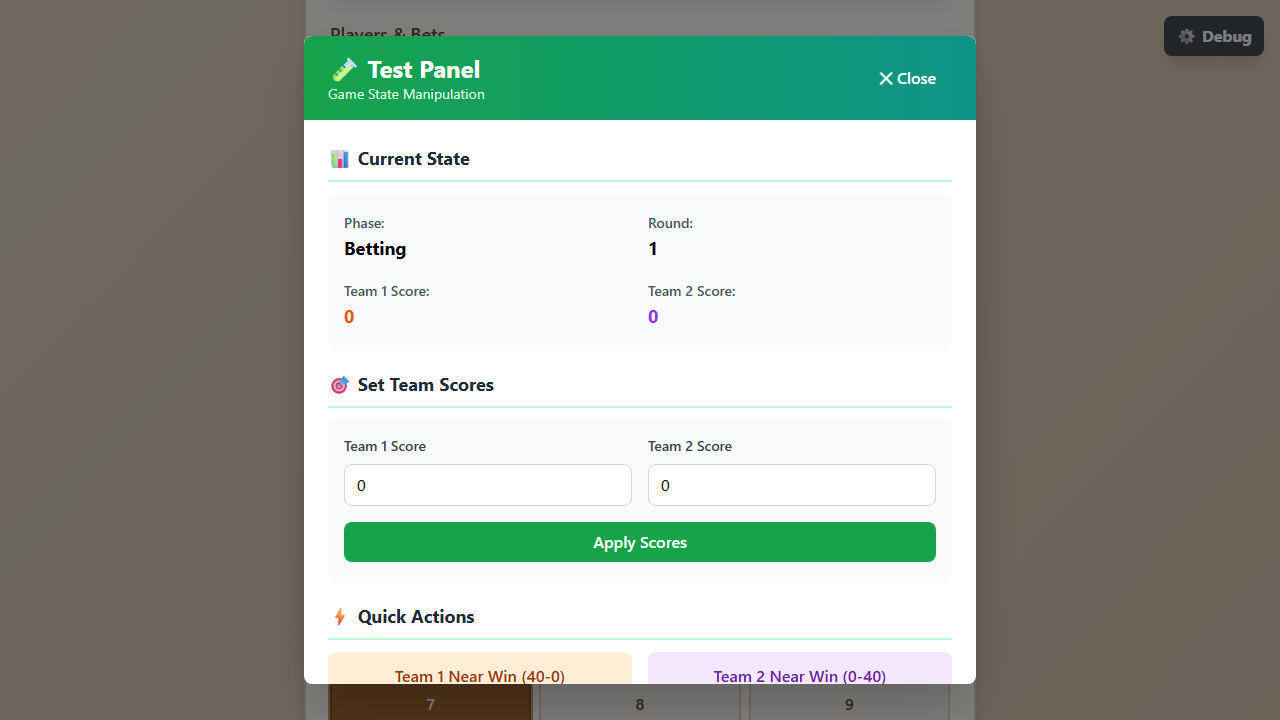 Players & Bets
Debug
Test Panel
Game State Manipulation
Close
Current State
Phase:
Round:
Betting
1
Team 1 Score:
Team 2 Score:
0
0
Set Team Scores
Team 1 Score
Team 2 Score
0
0
Apply Scores
Quick Actions
Team 1 Near Win (40-0)
Team 2 Near Win (0-40)
7
8
9